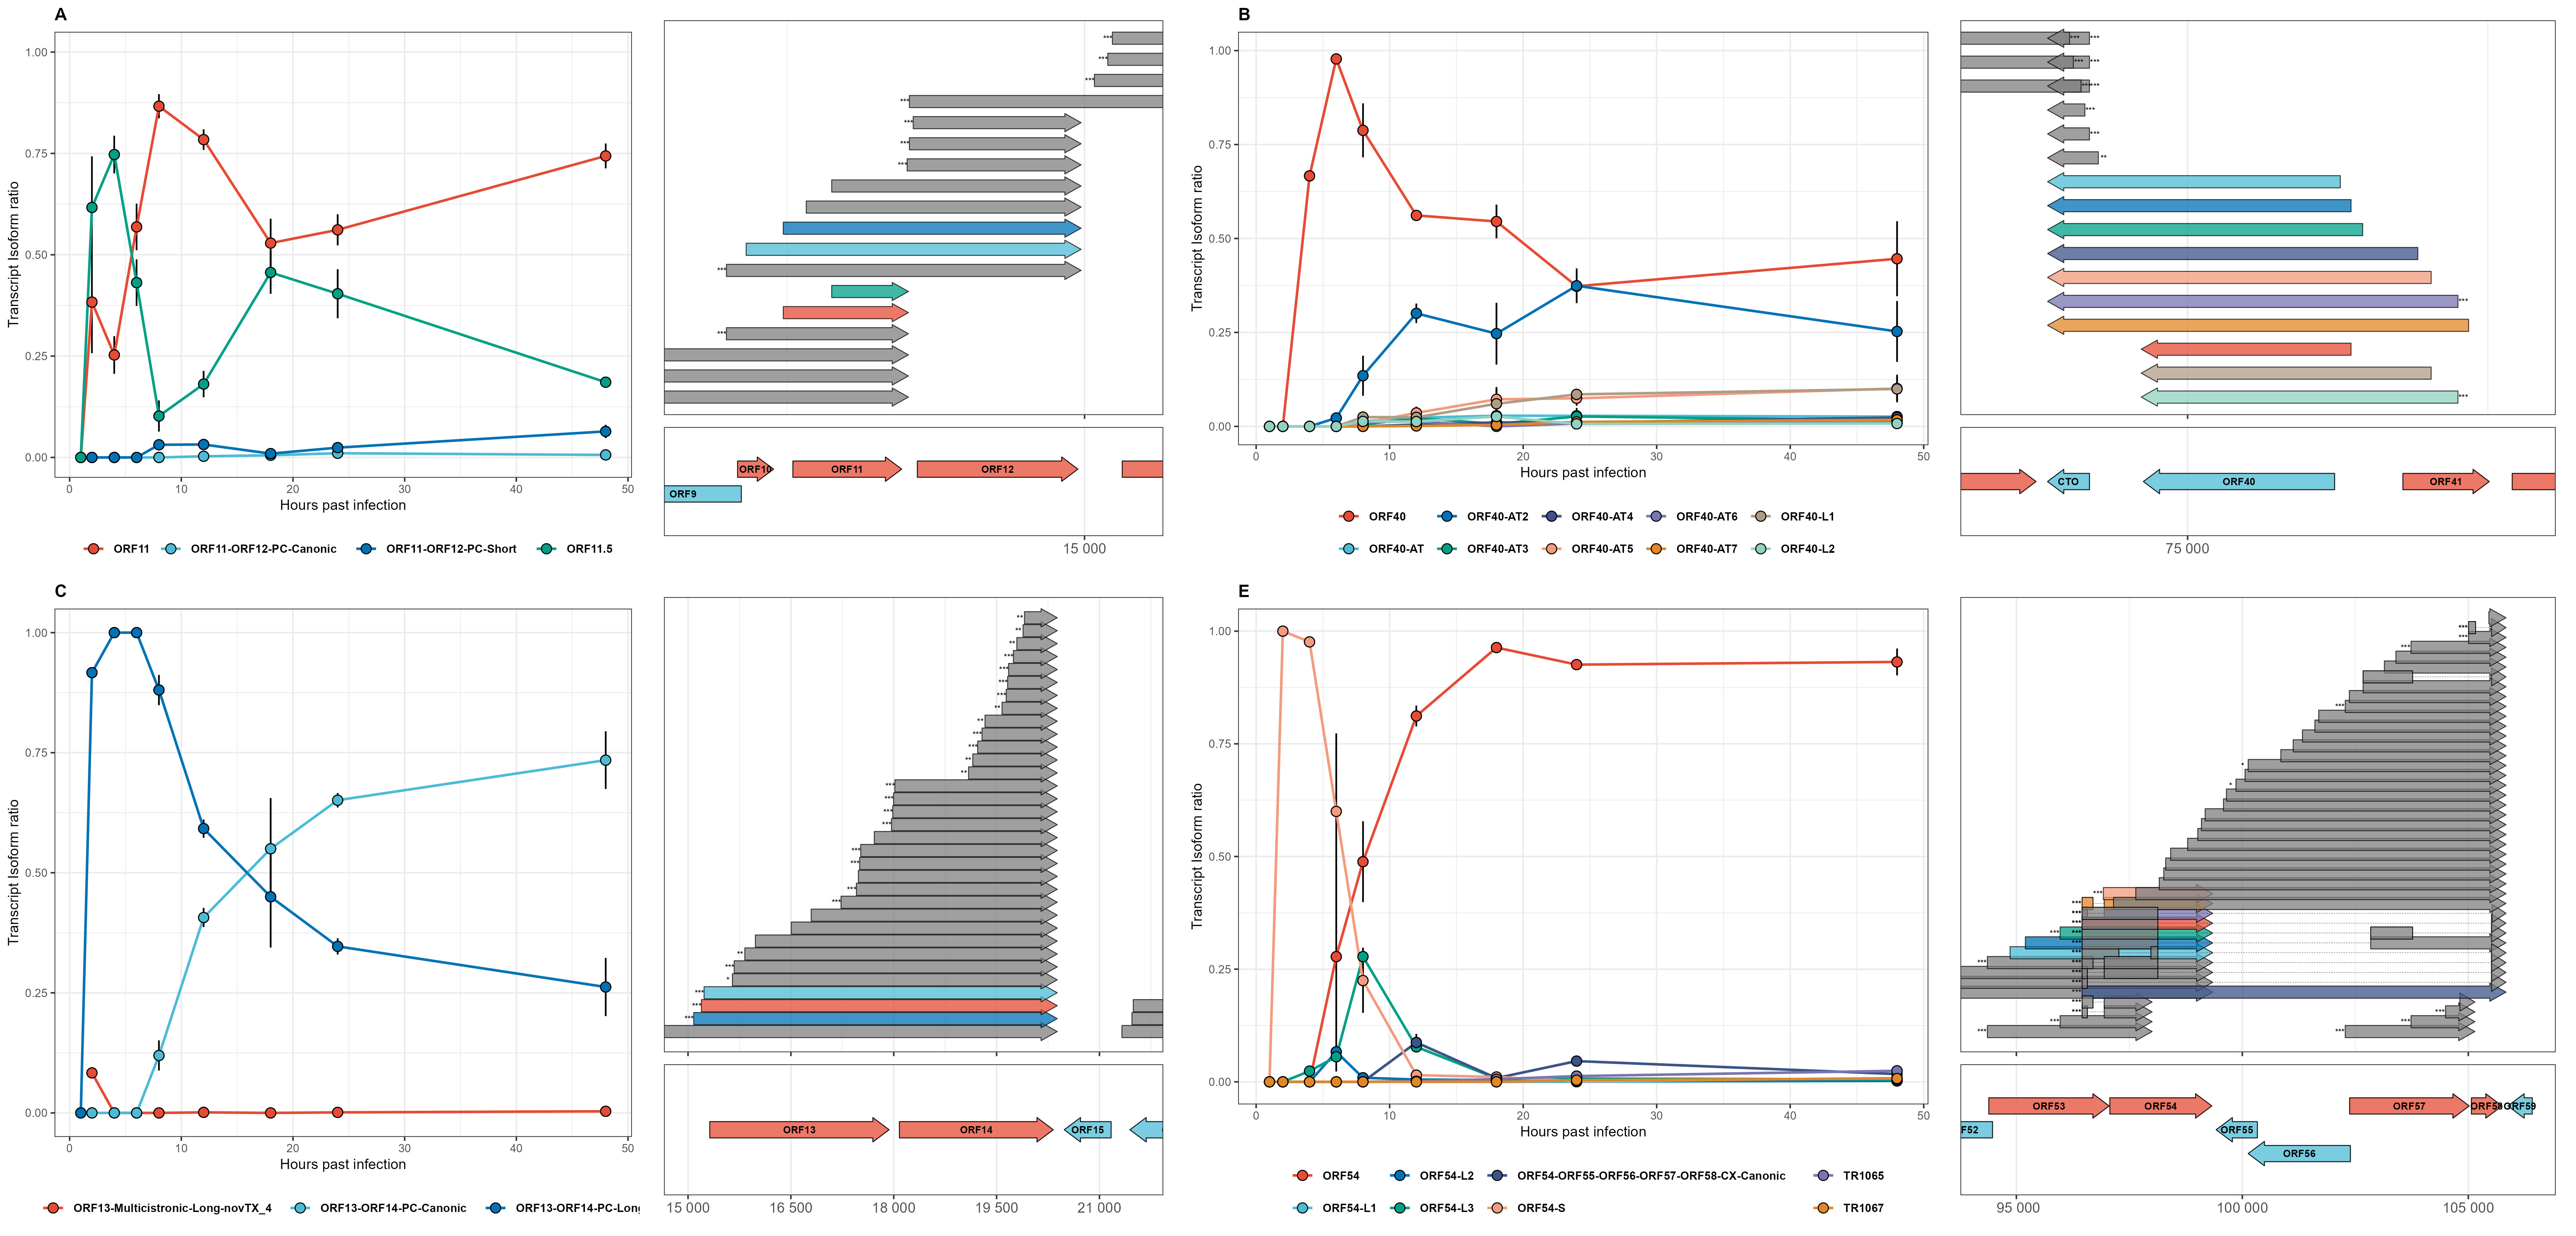 A
Transcript Isoform ratio
1.00
0.75
0.50
0.25
0.00
0 10 20 30 40 50
Hours past infection
ORF11 ORF11-ORF12-PC-Canonic ORF11-ORF12-PC-Short ORF11.5
***
***
***
***
***
***
***
***
***
ORF10 ORF11 ORF12
ORF9
15 000
B
Transcript Isoform ratio
1.00
0.75
0.50
0.25
0.00
0 10 20 30 40 50
Hours past infection
ORF40 ORF40-AT2 ORF40-AT4 ORF40-AT6 ORF40-L1
ORF40-AT ORF40-AT3 ORF40-AT5 ORF40-AT7 ORF40-L2
*** ***
*** ***
***
***
**
***
***
CTO ORF40 ORF41
75 000
C
Transcript Isoform ratio
1.00
0.75
0.50
0.25
0.00
0 10 20 30 40 50
Hours past infection
ORF13-Multicistronic-Long-novTX_4 ORF13-ORF14-PC-Canonic ORF13-ORF14-PC-Long
ORF13 ORF14 ORF15
15 000 16 500 18 000 19 500 21 000
E
Transcript Isoform ratio
1.00
0.75
0.50
0.25
0.00
0 10 20 30 40 50
Hours past infection
ORF54 ORF54-L2 ORF54-ORF55-ORF56-ORF57-ORF58-CX-Canonic TR1065
ORF54-L1 ORF54-L3 ORF54-S TR1067
ORF53 ORF54 ORF57 ORF58 ORF59
F52 ORF55
ORF56
95 000 100 000 105 000